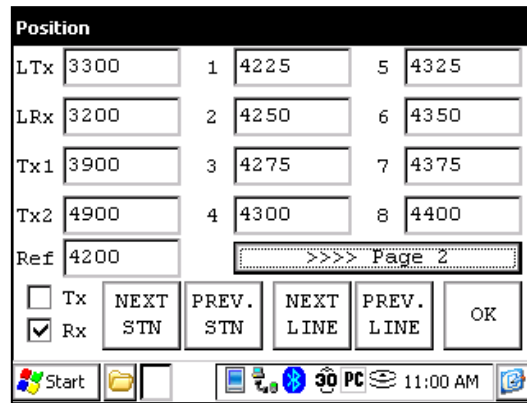 Position
LTx 3300 1 4225 5 4325
LRx 3200 2 4250 6 4350
Tx1 3900 3 4275 7 4375
Tx2 4900 4 4300 8 4400
Ref 4200 >>>> Page 2
Tx
Rx
NEXT STN
PREV. STN
NEXT LINE
PREV. LINE
OK
Start PC 11:00 AM